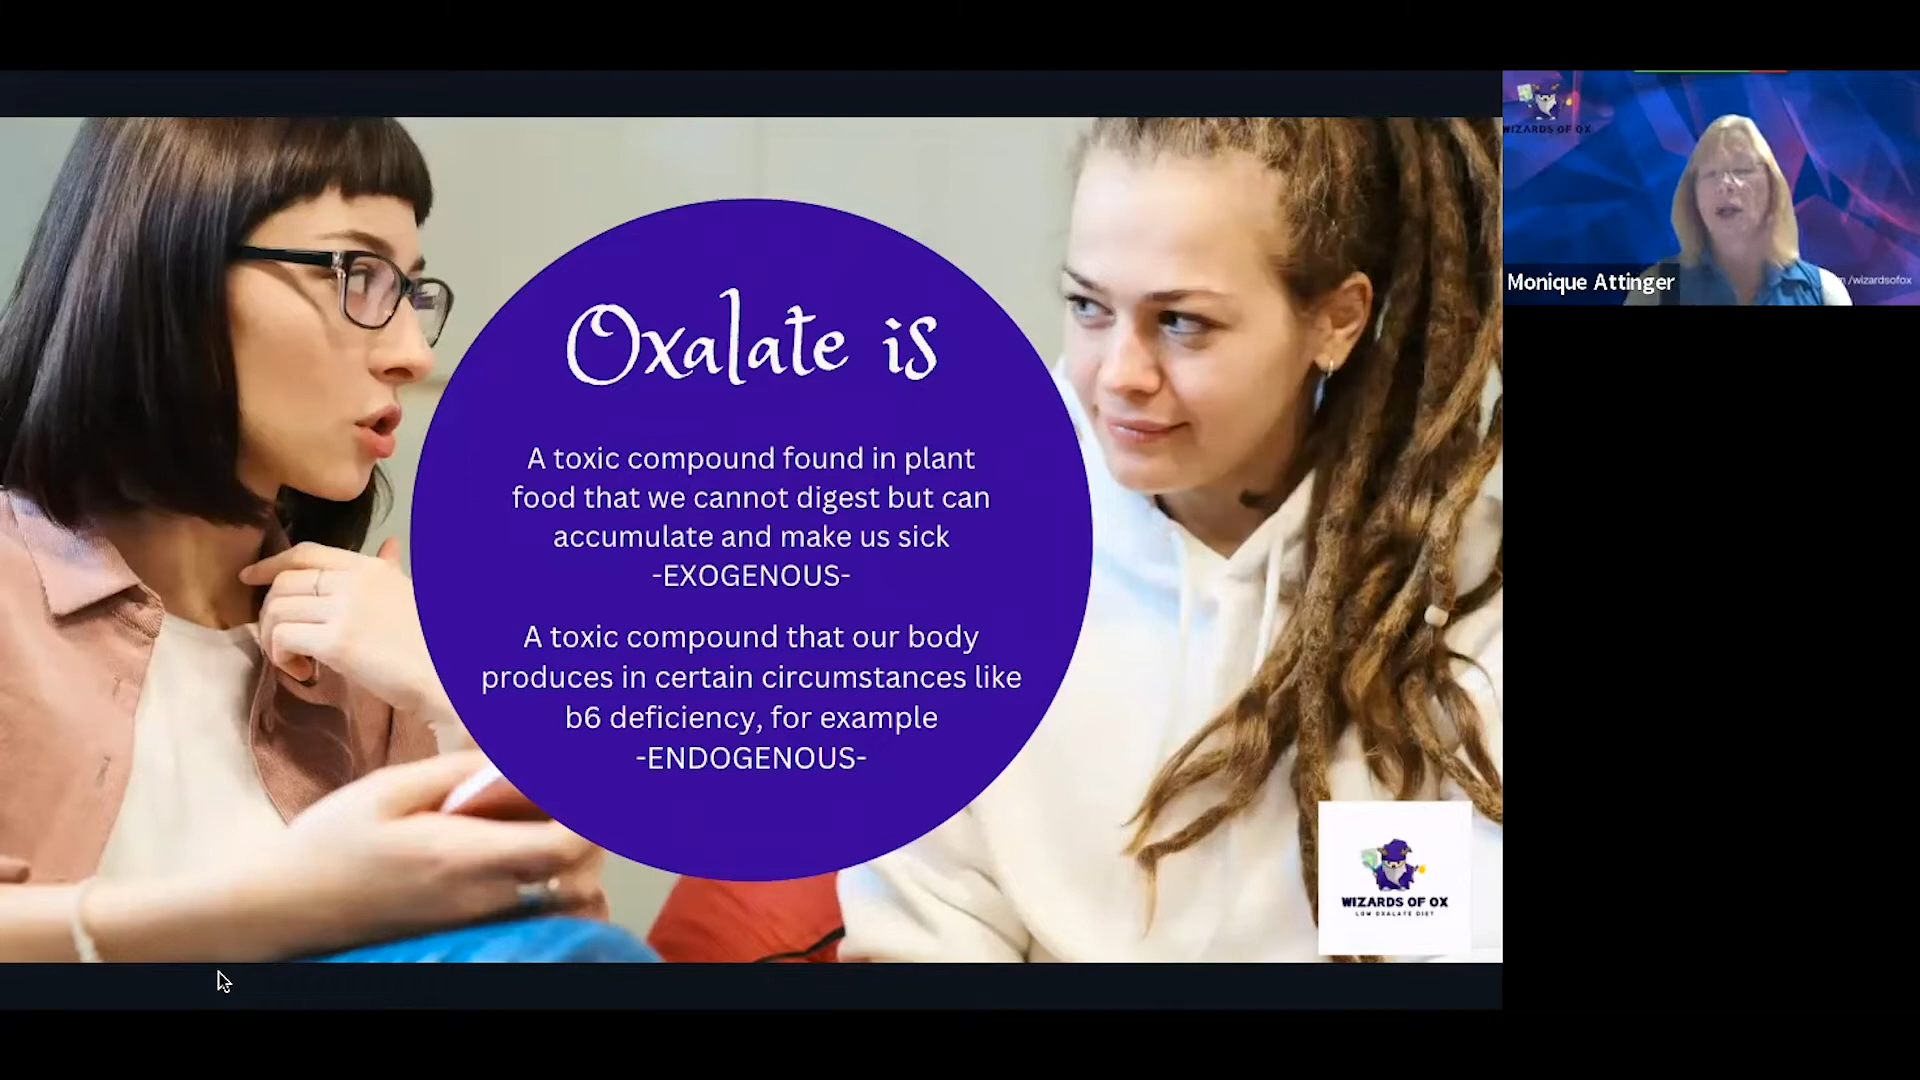 Oxalate is
A toxic compound found in plant
food that we cannot digest but can
accumulate and make us sick
-EXOGENOUS-
A toxic compound that our body
produces in certain circumstances like
b6 deficiency, for example
-ENDOGENOUS-
WIZARDS OF OX
LOW OXALATE DIET
WIZARDS OF OX
Monique Attinger
/wizardsofox